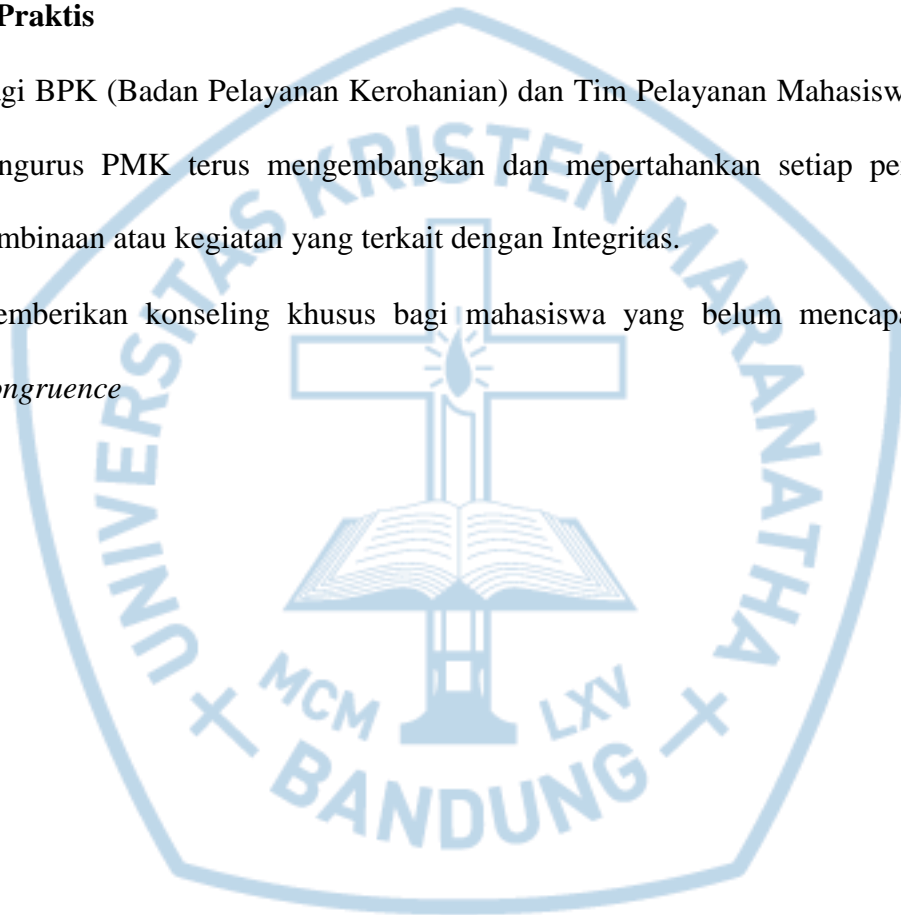 Praktis
gi BPK (Badan Pelayanan Kerohanian) dan Tim Pelayanan Mahasisw
ngurus PMK terus mengembangkan dan mepertahankan setiap pe
mbinaan atau kegiatan yang terkait dengan Integritas.
emberikan konseling khusus bagi mahasiswa yang belum mencapa
ongruence
UNIVERSITAS KRISTEN MARANATHA
MCM LXV
BANDUNG